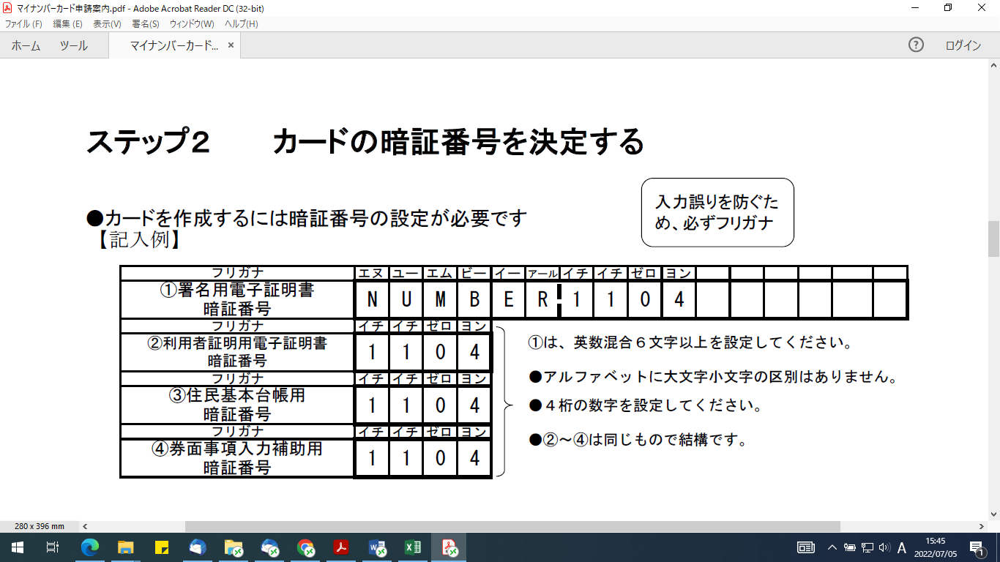 マイナンバーカード申請案内.pdf - Adobe Acrobat Reader DC (32-bit)
ファイル(F) 編集(E) 表示(V) 署名(S) ウィンドウ(W) ヘルプ(H)
ホーム ツール マイナンバーカード... × ? ログイン
ステップ２ カードの暗証番号を決定する
入力誤りを防ぐた
め、必ずフリガナ
●カードを作成するには暗証番号の設定が必要です
【記入例】
フリガナ エヌ ユー エム ビー イー アール イチ イチ ゼロ ヨン
①署名用電子証明書
暗証番号
N U M B E R 1 1 0 4
フリガナ イチ イチ ゼロ ヨン
②利用者証明用電子証明書
暗証番号
1 1 0 4
フリガナ イチ イチ ゼロ ヨン
③住民基本台帳用
暗証番号
1 1 0 4
フリガナ イチ イチ ゼロ ヨン
④券面事項入力補助用
暗証番号
1 1 0 4
①は、英数混合６文字以上を設定してください。
●アルファベットに大文字小文字の区別はありません。
●４桁の数字を設定してください。
●②～④は同じもので結構です。
280 x 396 mm
A 15:45
2022/07/05 1